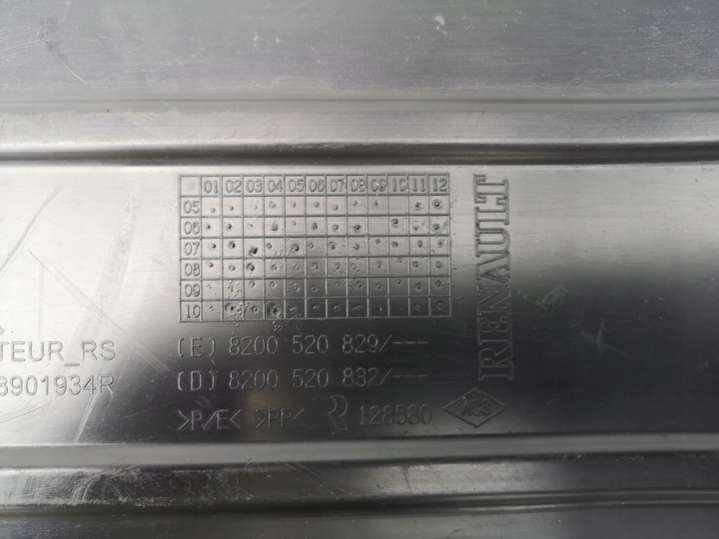 01 02 03 04 05 06 07 08 09 10 11 12
05
06
07
08
09
10
RENAULT
TEUR_RS
8901934R
(E) 8200 520 829/---
(D) 8200 520 832/---
>P/E< >PP< 128530